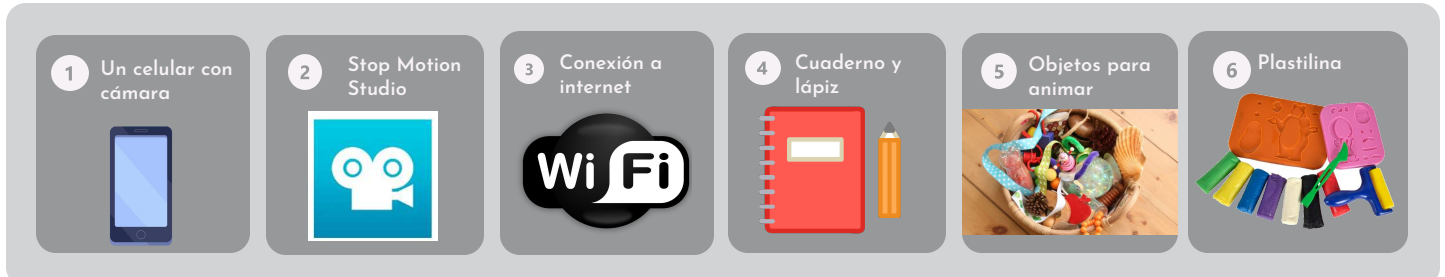 1
Un celular con
cámara
2
Stop Motion
Studio
3
Conexión a
internet
Wi Fi
4
Cuaderno y
lápiz
5
Objetos para
animar
6
Plastilina